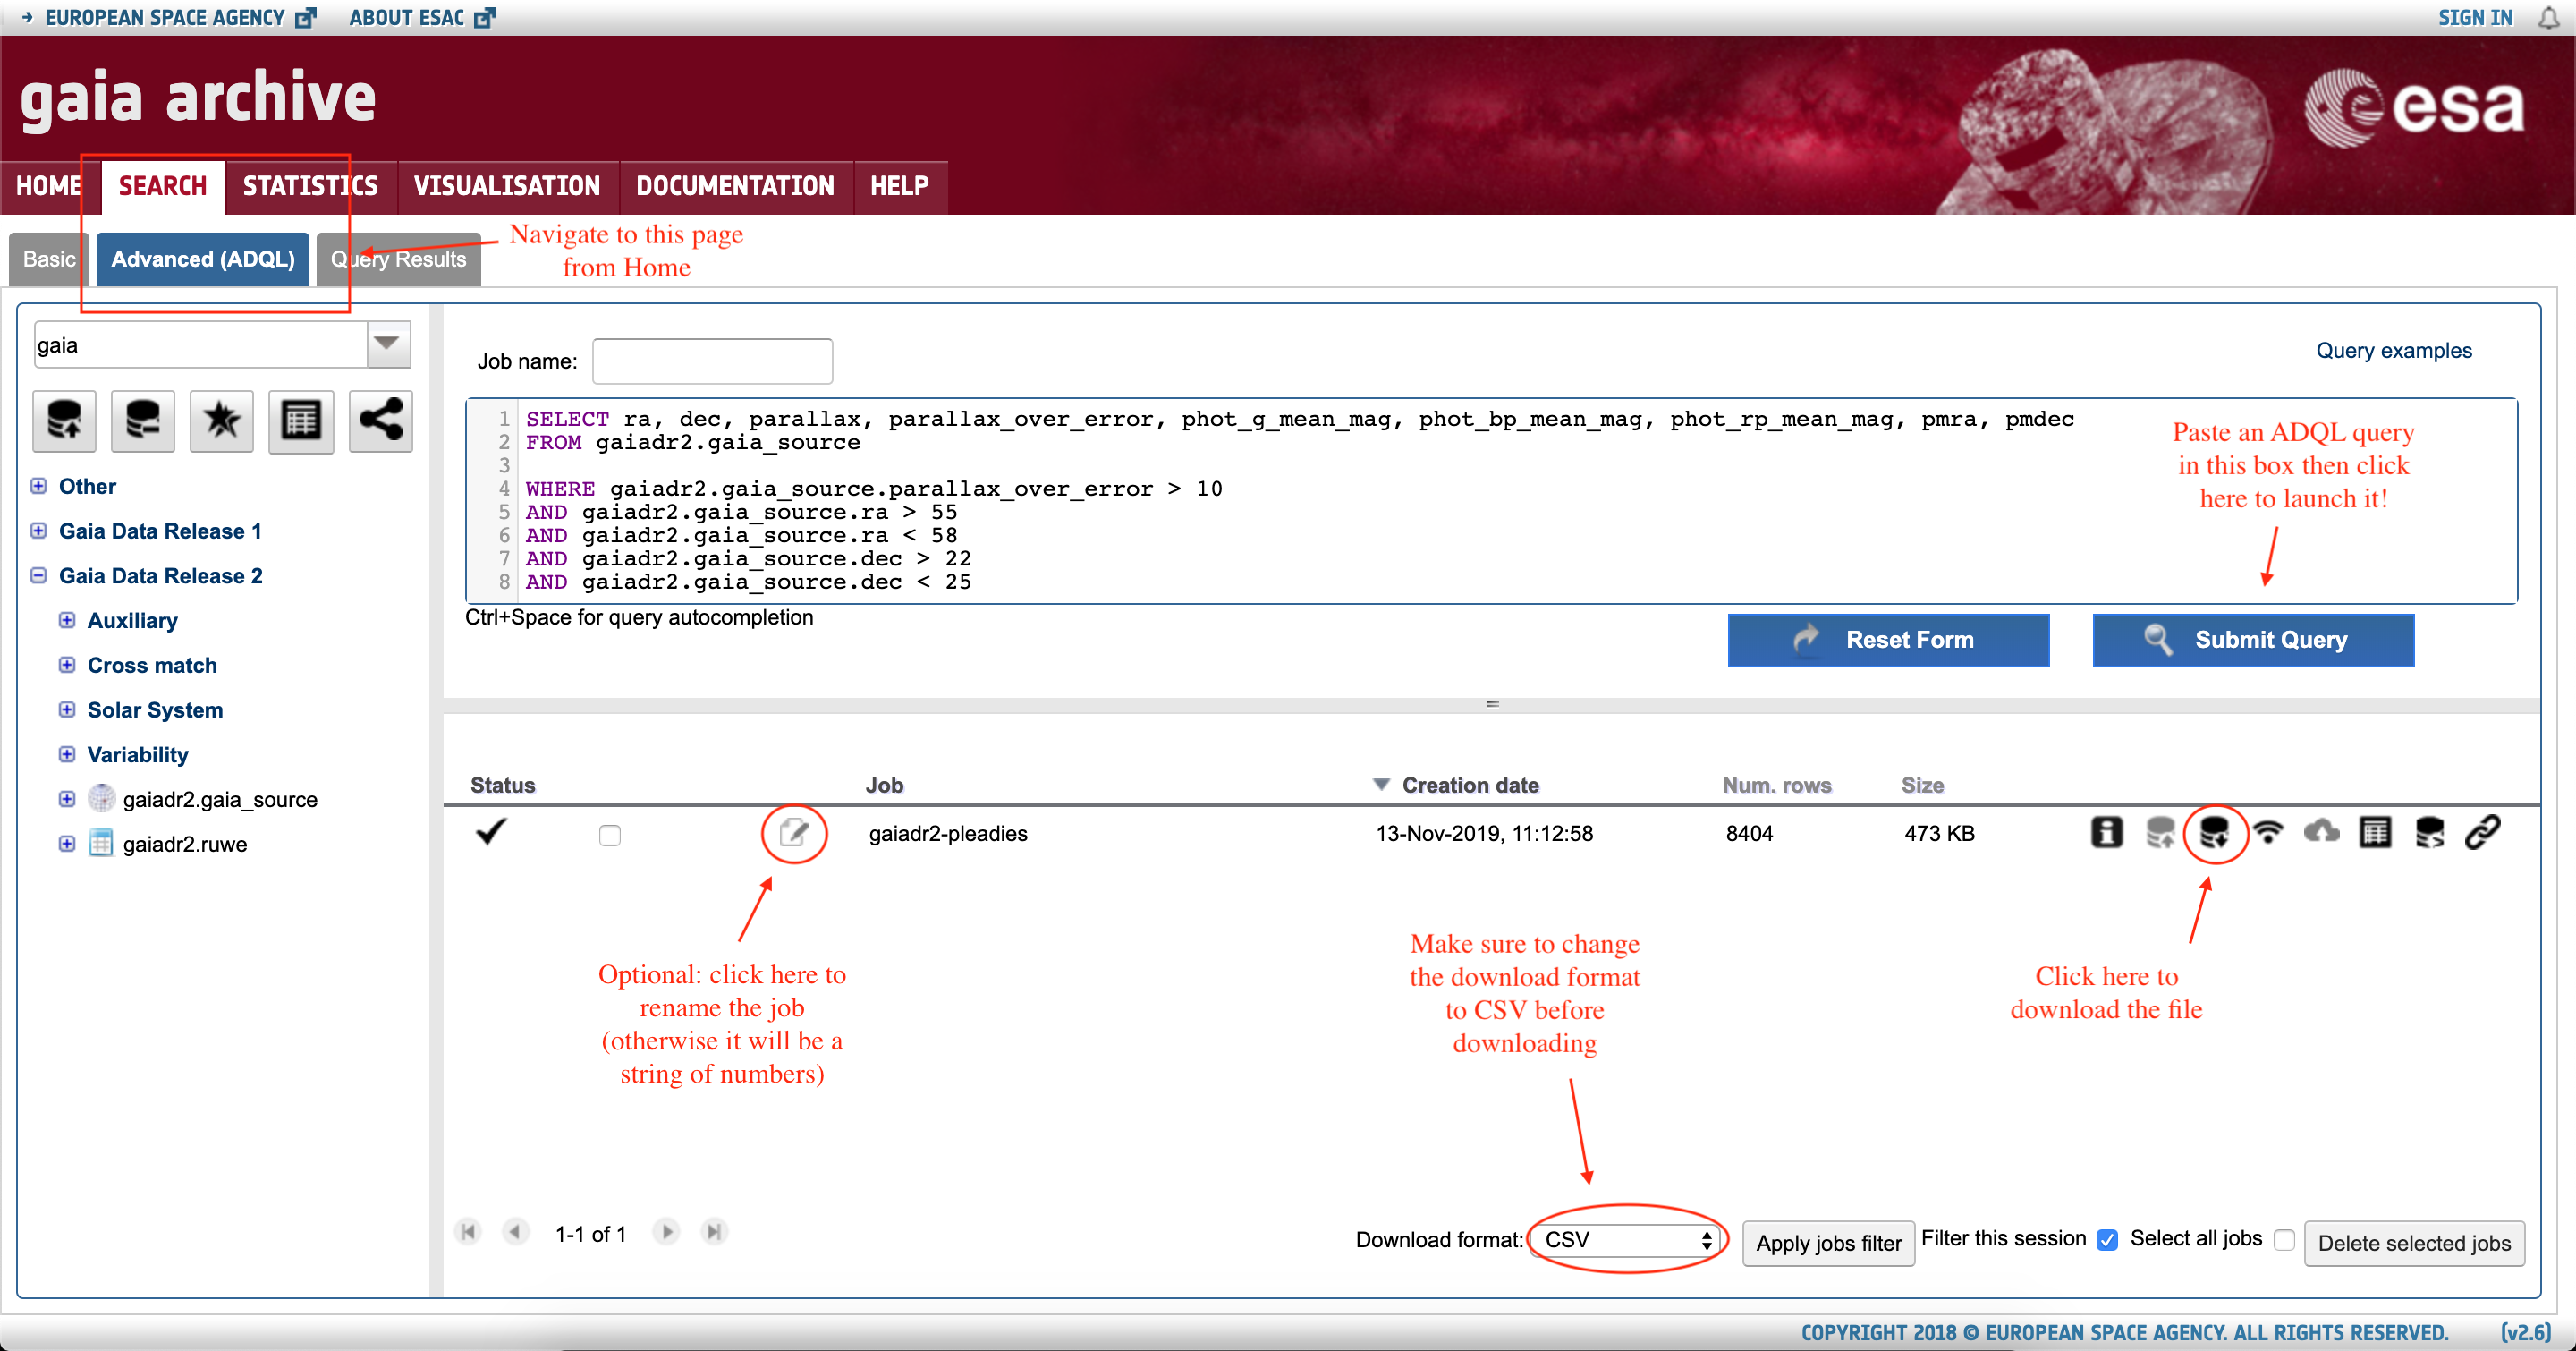 EUROPEAN SPACE AGENCY ABOUT ESAC SIGN IN
gaia archive
esa
HOME SEARCH STATISTICS VISUALISATION DOCUMENTATION HELP
Basic Advanced (ADQL) Query Results
Navigate to this page
from Home
gaia
Job name:
Query examples
1 SELECT ra, dec, parallax, parallax_over_error, phot_g_mean_mag, phot_bp_mean_mag, phot_rp_mean_mag, pmra, pmdec
2 FROM gaiadr2.gaia_source
3
4 WHERE gaiadr2.gaia_source.parallax_over_error > 10
5 AND gaiadr2.gaia_source.ra > 55
6 AND gaiadr2.gaia_source.ra < 58
7 AND gaiadr2.gaia_source.dec > 22
8 AND gaiadr2.gaia_source.dec < 25
Paste an ADQL query
in this box then click
here to launch it!
Ctrl+Space for query autocompletion
Reset Form
Submit Query
Other
Gaia Data Release 1
Gaia Data Release 2
Auxiliary
Cross match
Solar System
Variability
gaiadr2.gaia_source
gaiadr2.ruwe
Status Job Creation date Num. rows Size
gaiadr2-pleadies 13-Nov-2019, 11:12:58 8404 473 KB
Optional: click here to
rename the job
(otherwise it will be a
string of numbers)
Make sure to change
the download format
to CSV before
downloading
Click here to
download the file
1-1 of 1
Download format: CSV Apply jobs filter Filter this session Select all jobs Delete selected jobs
COPYRIGHT 2018 © EUROPEAN SPACE AGENCY. ALL RIGHTS RESERVED. (v2.6)